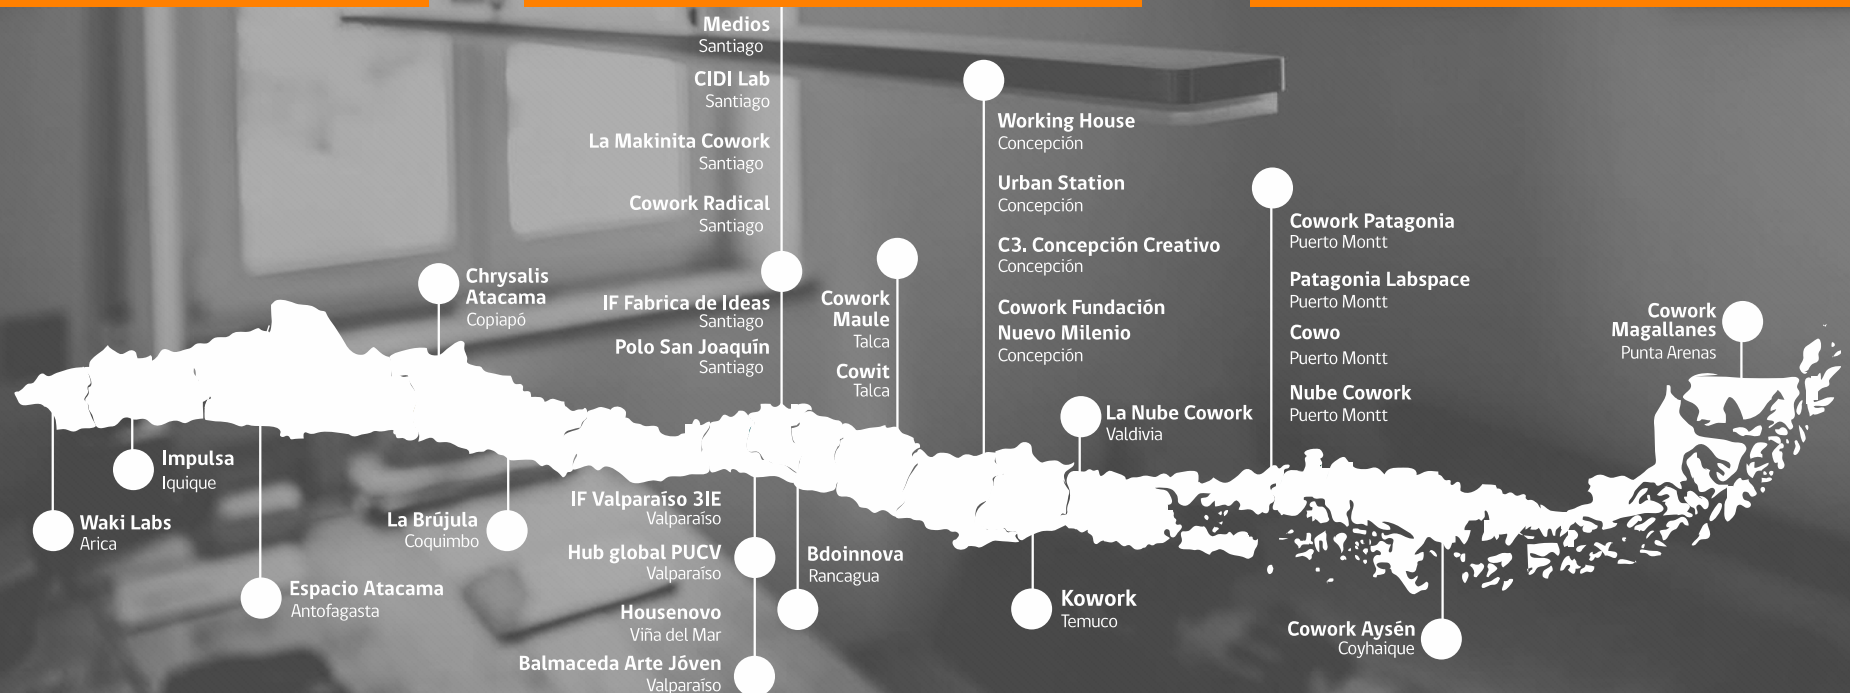 Medios
Santiago
CIDI Lab
Santiago
La Makinita Cowork
Santiago
Cowork Radical
Santiago
IF Fabrica de Ideas
Santiago
Polo San Joaquín
Santiago
Chrysalis
Atacama
Copiapó
Cowork
Maule
Talca
Cowit
Talca
Working House
Concepción
Urban Station
Concepción
C3. Concepción Creativo
Concepción
Cowork Fundación
Nuevo Milenio
Concepción
La Nube Cowork
Valdivia
Cowork Patagonia
Puerto Montt
Patagonia Labspace
Puerto Montt
Cowo
Puerto Montt
Nube Cowork
Puerto Montt
Cowork
Magallanes
Punta Arenas
Waki Labs
Arica
Impulsa
Iquique
Espacio Atacama
Antofagasta
La Brújula
Coquimbo
IF Valparaíso 3IE
Valparaíso
Hub global PUCV
Valparaíso
Housenovo
Viña del Mar
Balmaceda Arte Jóven
Valparaíso
Bdoinnova
Rancagua
Kowork
Temuco
Cowork Aysén
Coyhaique